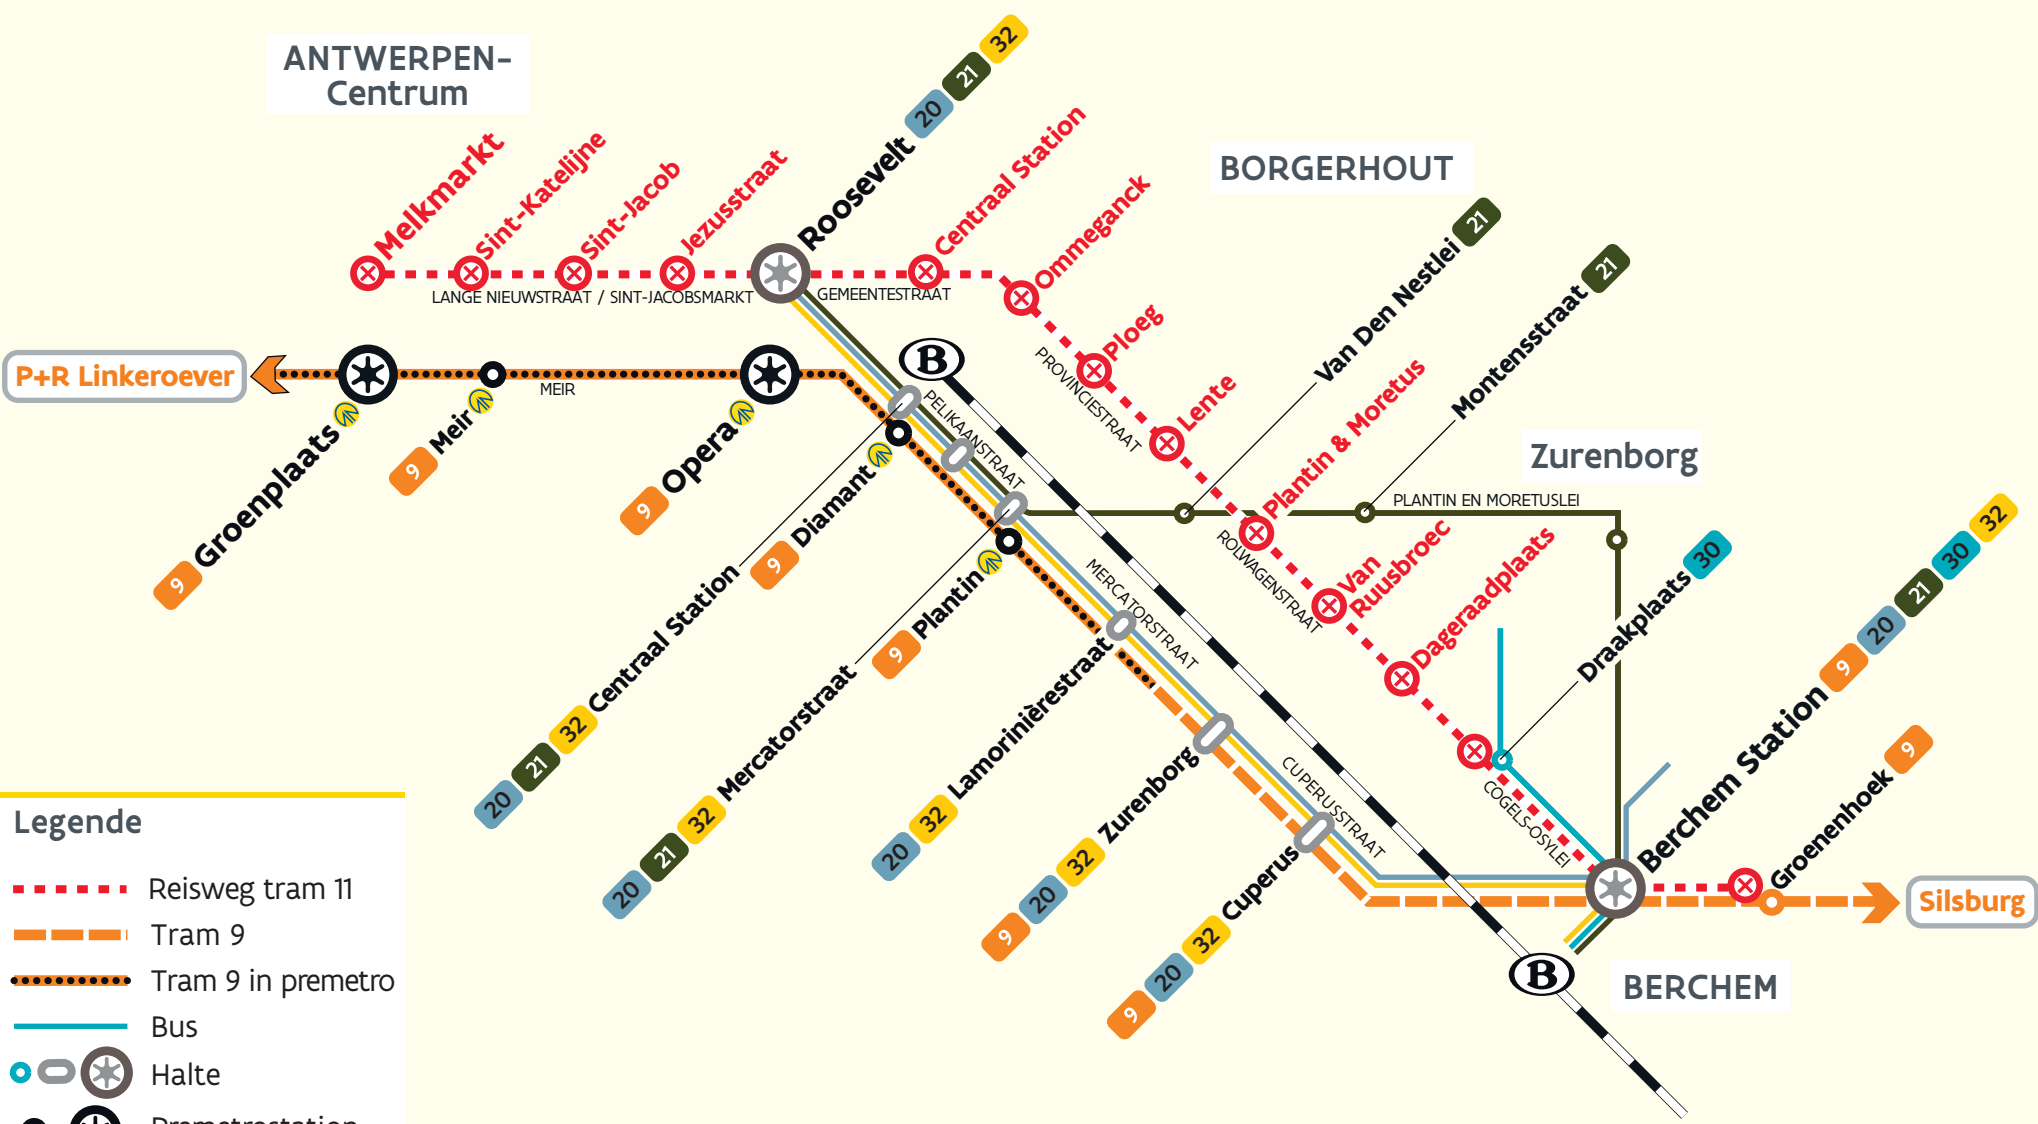 ANTWERPEN-
Centrum
Melkmarkt
Sint-Katelijne
Sint-Jacob
Jezusstraat
Roosevelt 20 21 32
Centraal Station
Ommeganck
Ploeg
Lente
Plantin & Moretus
Van
Ruusbroec
Dageraadplaats
BORGERHOUT
Van Den Nestlei 21
Montensstraat 21
Zurenborg
LANGE NIEUWSTRAAT / SINT-JACOBSMARKT
GEMEENTESTRAAT
PROVINCIESTRAAT
ROLWAGENSTRAAT
PLANTIN EN MORETUSLEI
COGELS-OSYLEI
P+R Linkeroever
MEIR
B
PELIKAANSTRAAT
MERCATORSTRAAT
CUPERUSSTRAAT
9 Groenplaats
9 Meir
9 Opera
9 Diamant
20 21 32 Centraal Station
9 Plantin
20 21 32 Mercatorstraat
20 32 Lamorinièrestraat
9 20 32 Zurenborg
9 20 32 Cuperus
Draakplaats 30
Berchem Station 9 20 21 30 32
Groenenhoek 9
Silsburg
B
BERCHEM
Legende
Reisweg tram 11
Tram 9
Tram 9 in premetro
Bus
Halte
Premetrostation